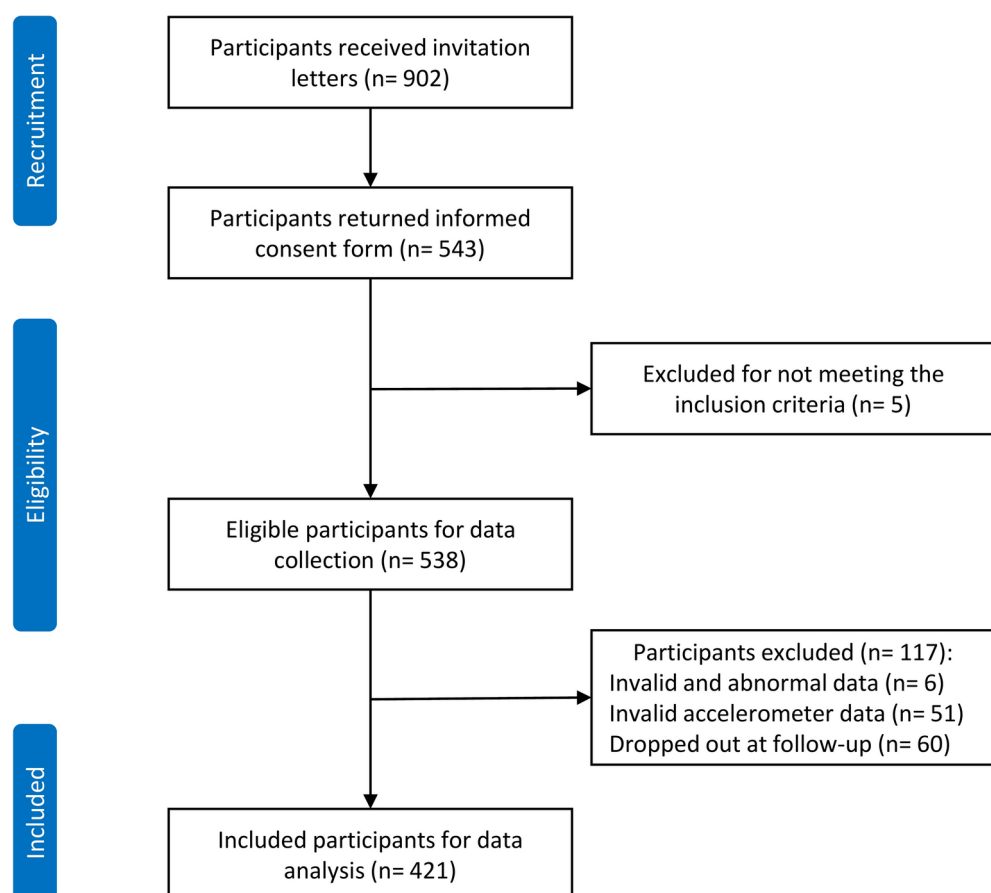 Recruitment
Participants received invitation
letters (n= 902)
Participants returned informed
consent form (n= 543)
Eligibility
Excluded for not meeting the
inclusion criteria (n= 5)
Eligible participants for data
collection (n= 538)
Participants excluded (n= 117):
Invalid and abnormal data (n= 6)
Invalid accelerometer data (n= 51)
Dropped out at follow-up (n= 60)
Included
Included participants for data
analysis (n= 421)